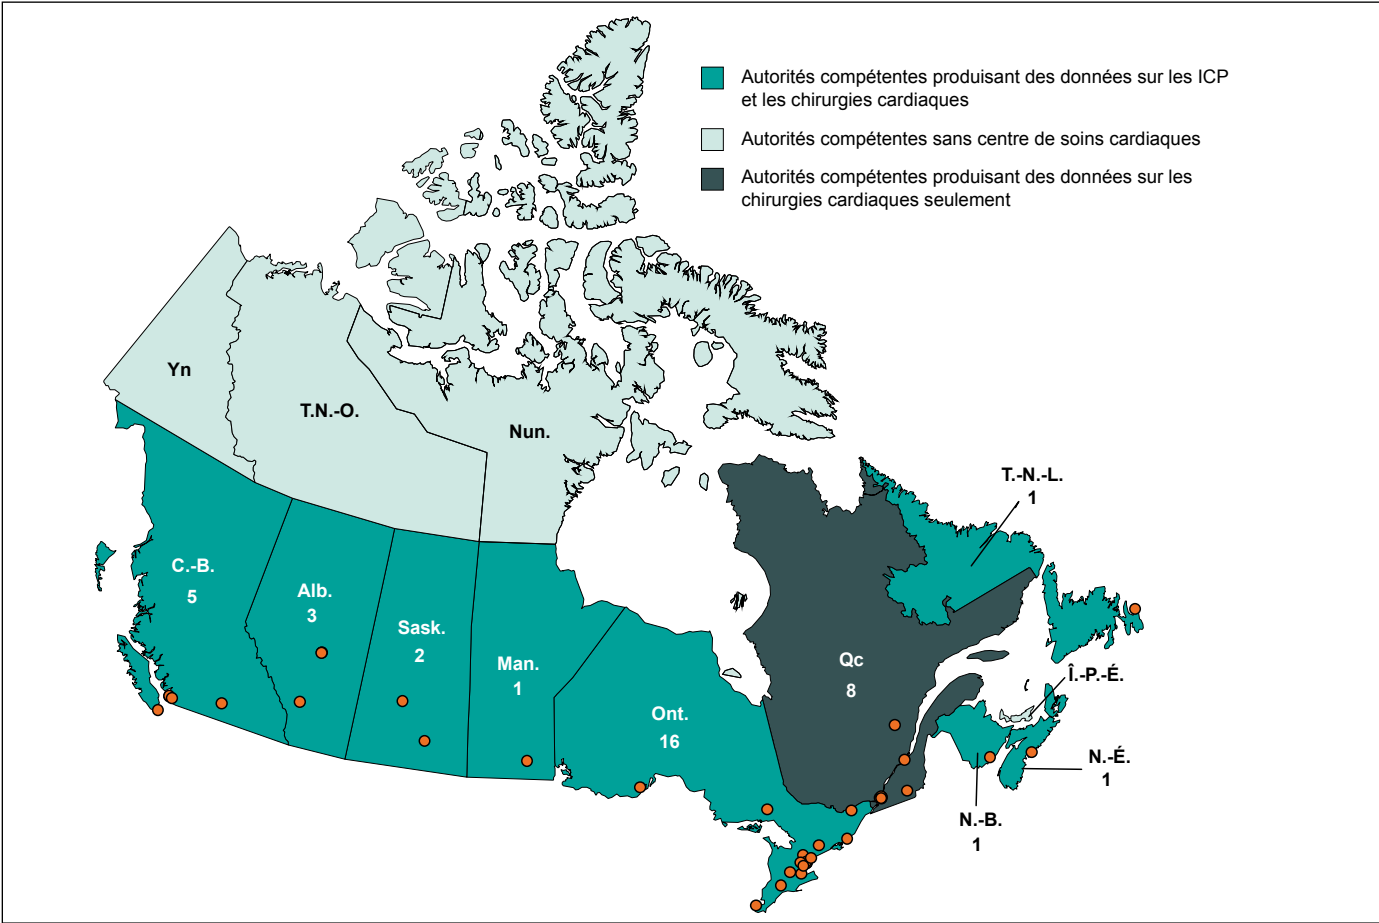 Autorités compétentes produisant des données sur les ICP
et les chirurgies cardiaques
Autorités compétentes sans centre de soins cardiaques
Autorités compétentes produisant des données sur les
chirurgies cardiaques seulement
Yn
T.N.-O.
Nun.
T.-N.-L.
1
C.-B.
5
Alb.
3
Sask.
2
Man.
1
Ont.
16
Qc
8
Î.-P.-É.
N.-É.
1
N.-B.
1